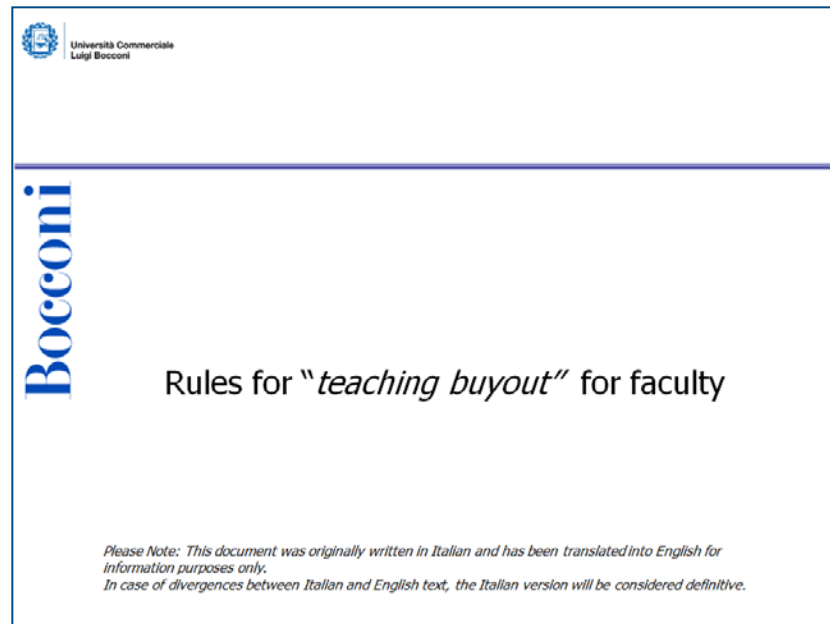 Università Commerciale
Luigi Bocconi
Bocconi
Rules for “teaching buyout” for faculty
Please Note: This document was originally written in Italian and has been translated into English for
information purposes only.
In case of divergences between Italian and English text, the Italian version will be considered definitive.